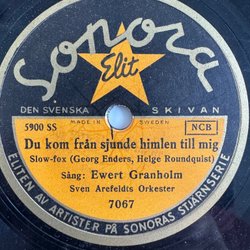 Sonora
Elit
DEN SVENSKA SKIVAN
MADE IN SWEDEN
5900 SS NCB
Du kom från sjunde himlen till mig
Slow-fox (Georg Enders, Helge Roundquist)
Sång: Ewert Granholm
Sven Arefeldts Orkester
7067
ELITEN AV ARTISTER PÅ SONORAS STJÄRNSERIE